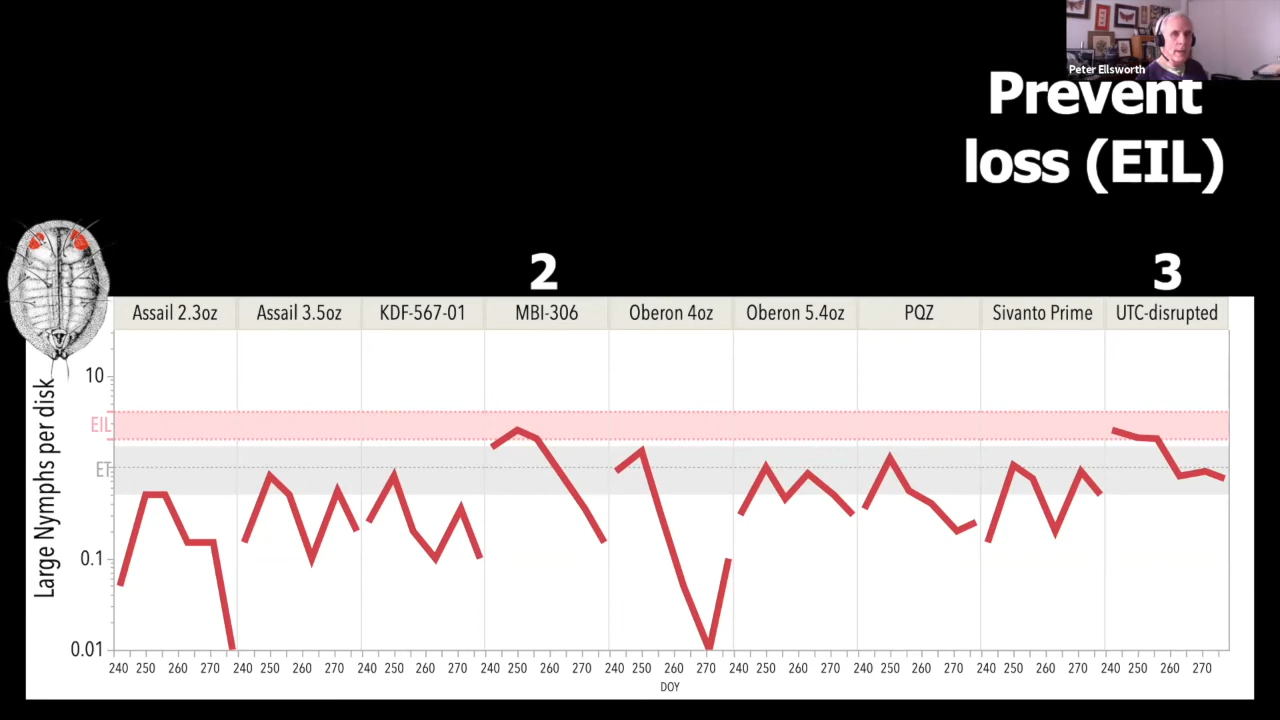 Peter Ellsworth
Prevent
loss (EIL)
2
3
Assail 2.3oz
Assail 3.5oz
KDF-567-01
MBI-306
Oberon 4oz
Oberon 5.4oz
PQZ
Sivanto Prime
UTC-disrupted
Large Nymphs per disk
10
EIL
ET
0.1
0.01
240 250 260 270 240 250 260 270 240 250 260 270 240 250 260 270 240 250 260 270 240 250 260 270 240 250 260 270 240 250 260 270 240 250 260 270
DOY